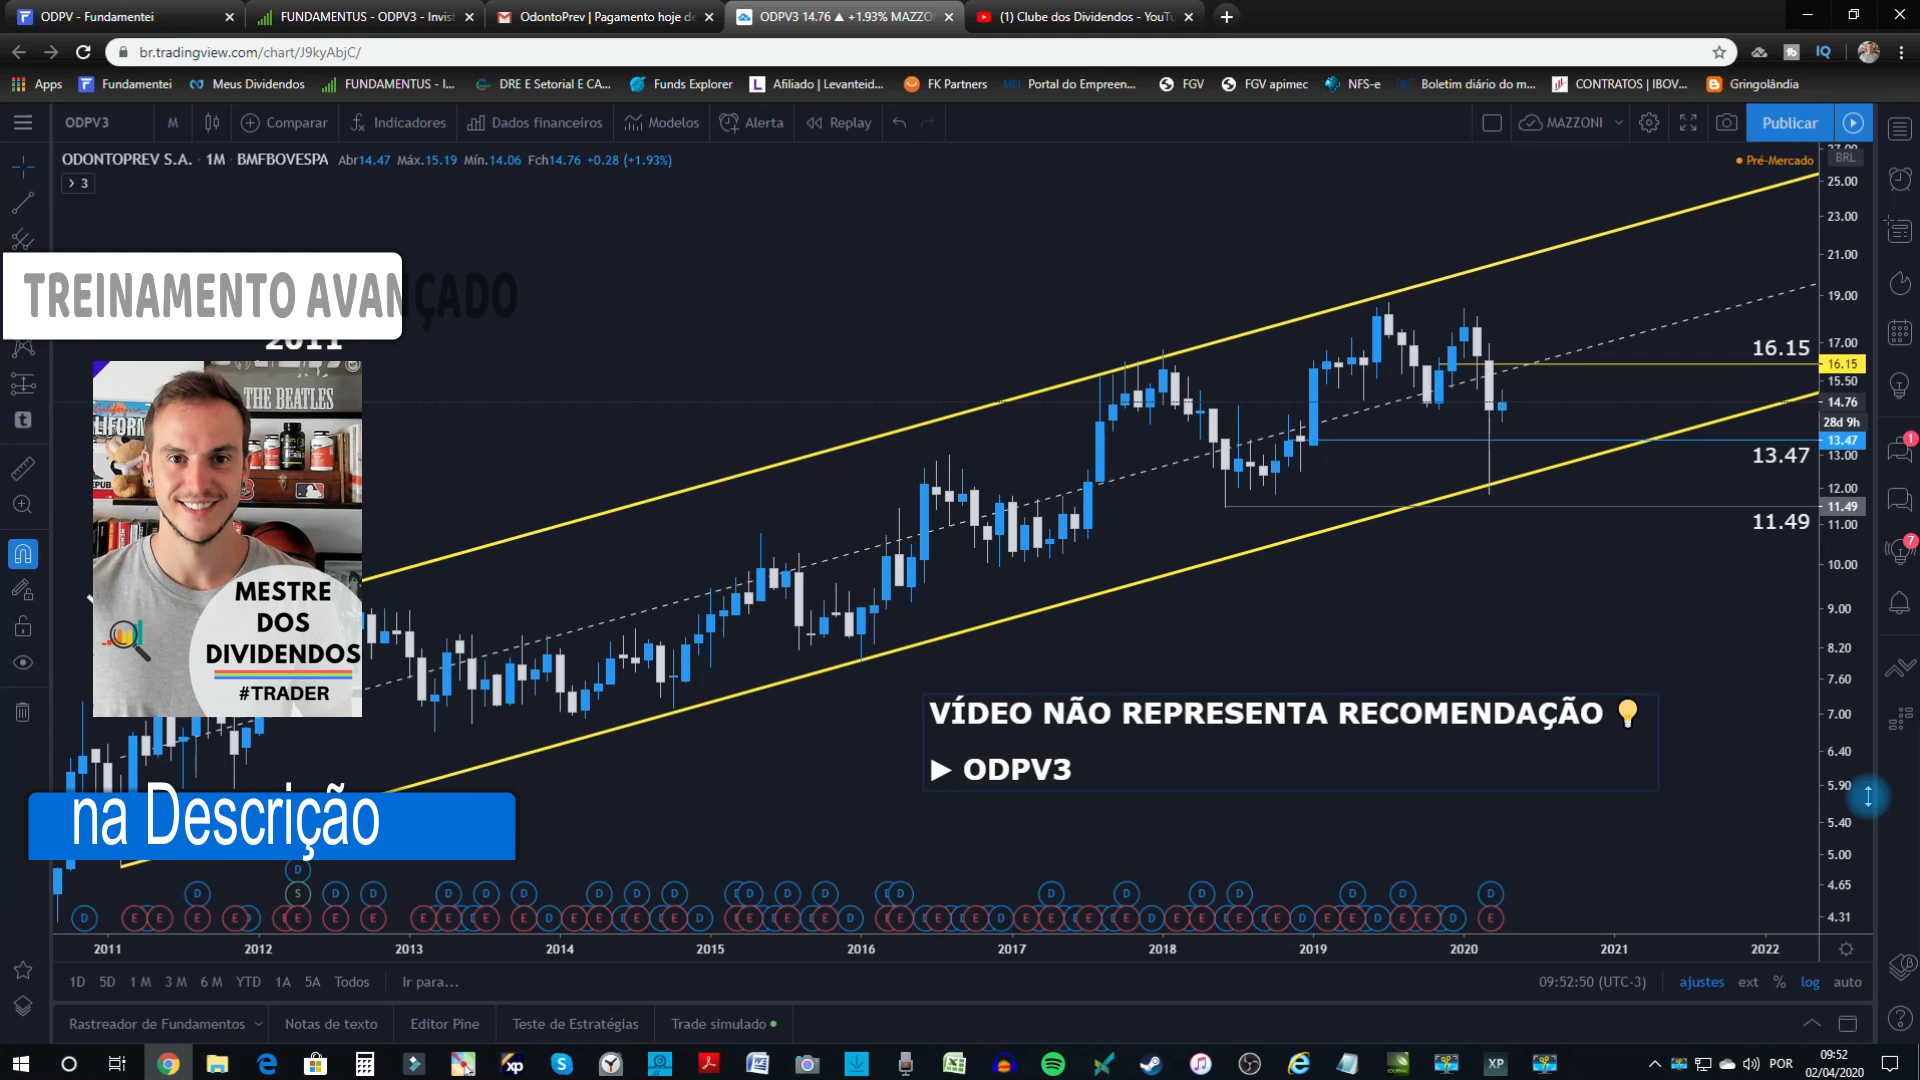 ODPV - Fundamentei
FUNDAMENTUS - ODPV3 - Invist
OdontoPrev | Pagamento hoje de
ODPV3 14.76 ▲ +1.93% MAZZO
(1) Clube dos Dividendos - YouTu
br.tradingview.com/chart/J9kyAbjC/
Apps
Fundamentei
Meus Dividendos
FUNDAMENTUS - I...
DRE E Setorial E CA...
Funds Explorer
Afiliado | Levanteid...
FK Partners
Portal do Empreen...
FGV
FGV apimec
NFS-e
Boletim diário do m...
CONTRATOS | IBOV...
Gringolândia
ODPV3
M
Comparar
Indicadores
Dados financeiros
Modelos
Alerta
Replay
MAZZONI
Publicar
ODONTOPREV S.A. · 1M · BMFBOVESPA Abr14.47 Máx.15.19 Mín.14.06 Fch14.76 +0.28 (+1.93%)
Pré-Mercado
BRL
3
27.00
25.00
23.00
21.00
19.00
17.00
16.15
15.50
14.76
28d 9h
13.47
13.00
12.00
11.49
11.00
10.00
9.00
8.20
7.60
7.00
6.40
5.90
5.40
5.00
4.65
4.31
16.15
13.47
11.49
TREINAMENTO AVANÇADO
2011
THE BEATLES
California
MESTRE
DOS
DIVIDENDOS
#TRADER
na Descrição
VÍDEO NÃO REPRESENTA RECOMENDAÇÃO
► ODPV3
2011 2012 2013 2014 2015 2016 2017 2018 2019 2020 2021 2022
1D 5D 1 M 3 M 6 M YTD 1A 5A Todos Ir para...
09:52:50 (UTC-3) ajustes ext % log auto
Rastreador de Fundamentos
Notas de texto
Editor Pine
Teste de Estratégias
Trade simulado
POR
09:52
02/04/2020